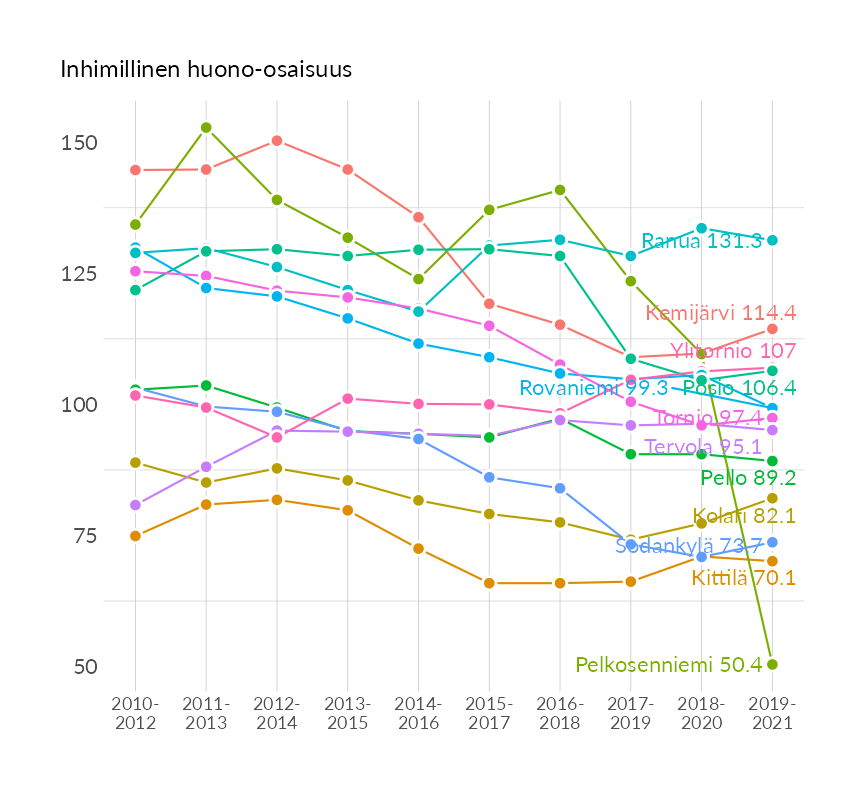 Inhimillinen huono-osaisuus
150
125
100
75
50
Ranua 131.3
Kemijärvi 114.4
Ylitornio 107
Rovaniemi 99.3
Posio 106.4
Tornio 97.4
Tervola 95.1
Pello 89.2
Kolari 82.1
Sodankylä 73.7
Kittilä 70.1
Pelkosenniemi 50.4
2010-
2012
2011-
2013
2012-
2014
2013-
2015
2014-
2016
2015-
2017
2016-
2018
2017-
2019
2018-
2020
2019-
2021